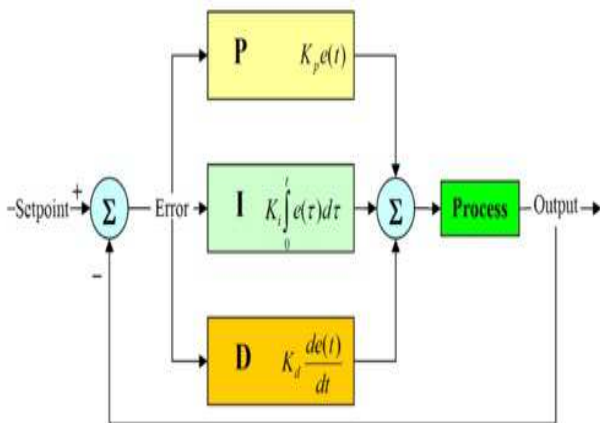 P K_p e(t)
+
–Setpoint
Σ
Error
I K_i ∫_0^t e(τ)dτ
Σ
Process
Output
–
D K_d de(t)/dt